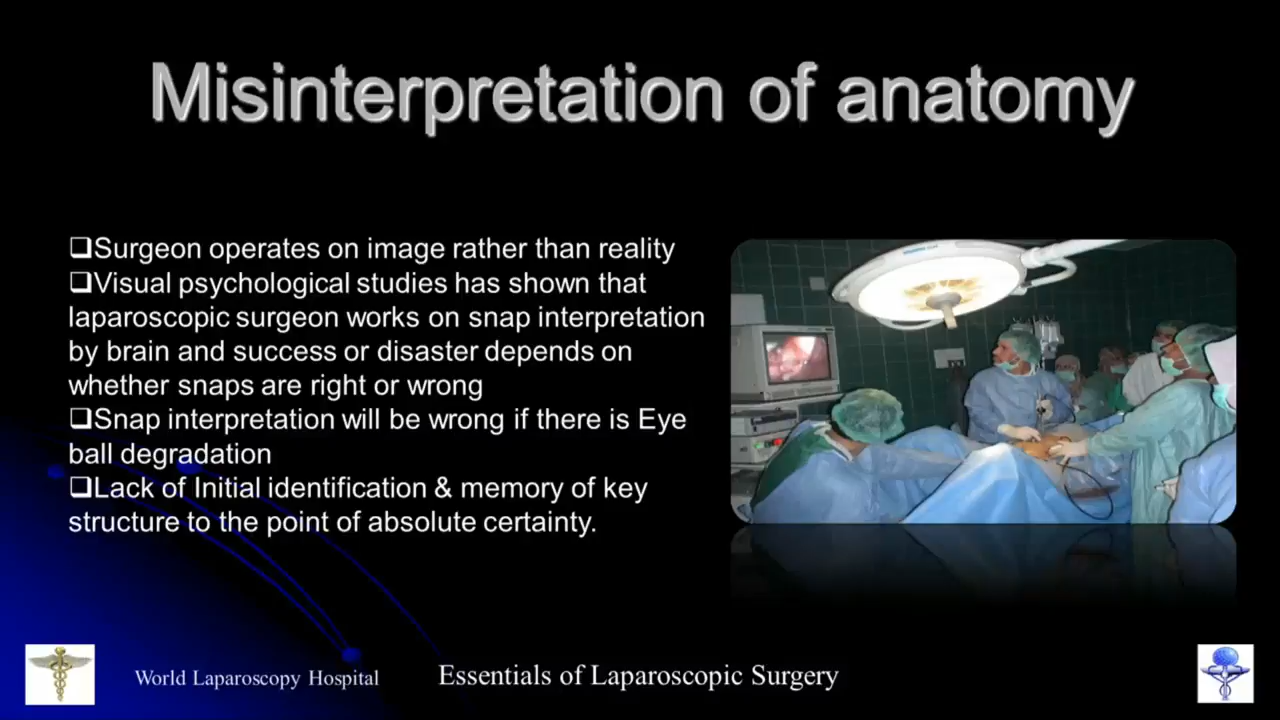 Misinterpretation of anatomy
❑Surgeon operates on image rather than reality
❑Visual psychological studies has shown that
laparoscopic surgeon works on snap interpretation
by brain and success or disaster depends on
whether snaps are right or wrong
❑Snap interpretation will be wrong if there is Eye
ball degradation
❑Lack of Initial identification & memory of key
structure to the point of absolute certainty.
World Laparoscopy Hospital
Essentials of Laparoscopic Surgery